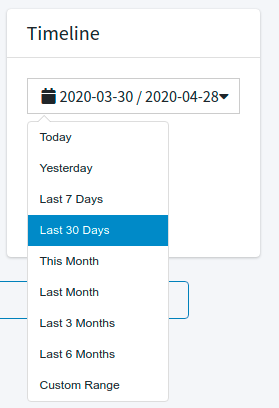 Timeline
2020-03-30 / 2020-04-28
Today
Yesterday
Last 7 Days
Last 30 Days
This Month
Last Month
Last 3 Months
Last 6 Months
Custom Range